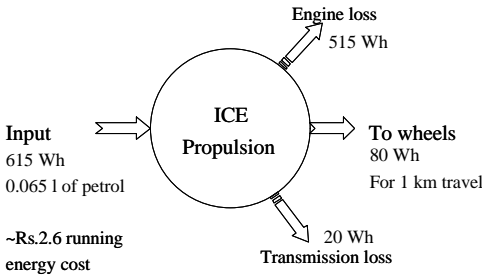 Engine loss
515 Wh
ICE
Propulsion
Input
615 Wh
0.065 l of petrol
To wheels
80 Wh
For 1 km travel
~Rs.2.6 running
energy cost
20 Wh
Transmission loss